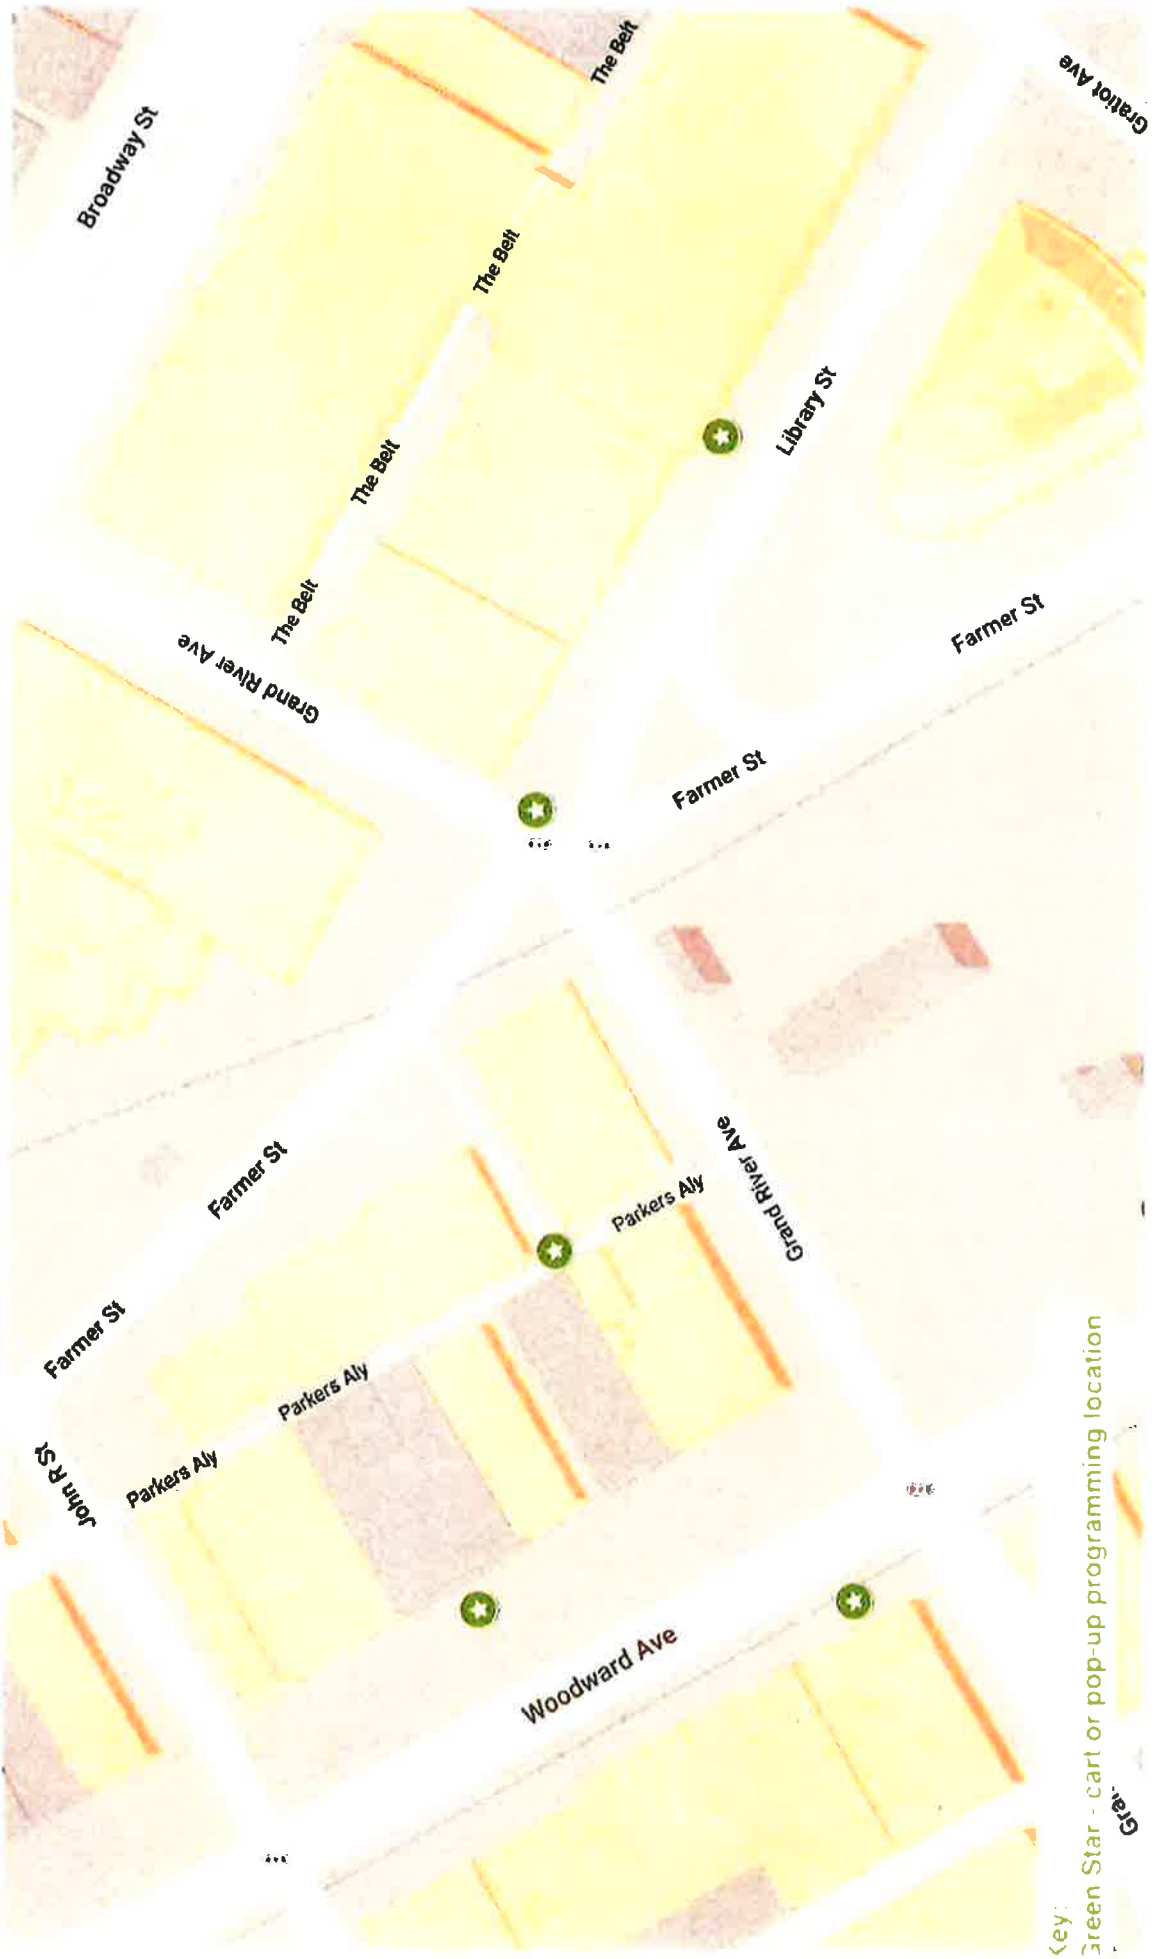 The Belt
Gratiot Ave
Broadway St
The Belt
Library St
The Belt
The Belt
Farmer St
Grand River Ave
Farmer St
Farmer St
Parkers Aly
Grand River Ave
Farmer St
Parkers Aly
John R St
Parkers Aly
Woodward Ave
Star - cart or pop-up programming location